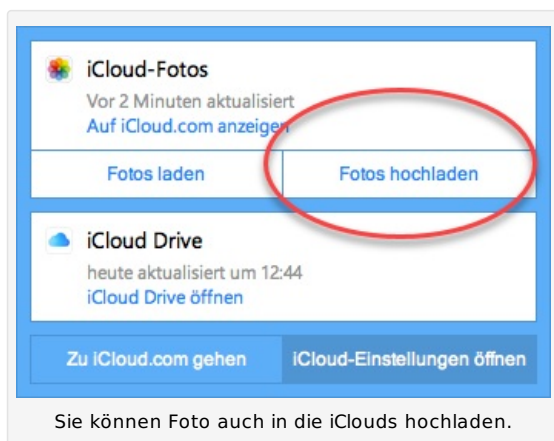 iCloud-Fotos
Vor 2 Minuten aktualisiert
Auf iCloud.com anzeigen
Fotos laden
Fotos hochladen
iCloud Drive
heute aktualisiert um 12:44
iCloud Drive öffnen
Zu iCloud.com gehen
iCloud-Einstellungen öffnen
Sie können Foto auch in die iClouds hochladen.